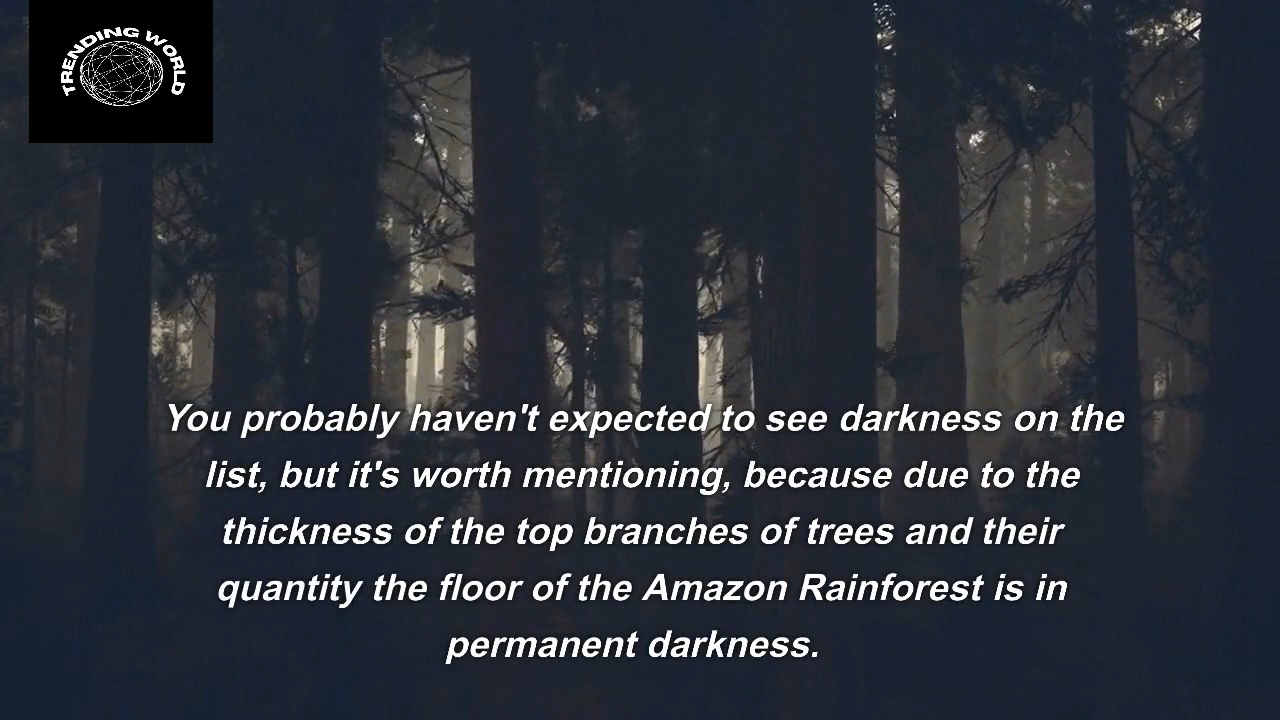 TRENDING WORLD
You probably haven't expected to see darkness on the
list, but it's worth mentioning, because due to the
thickness of the top branches of trees and their
quantity the floor of the Amazon Rainforest is in
permanent darkness.